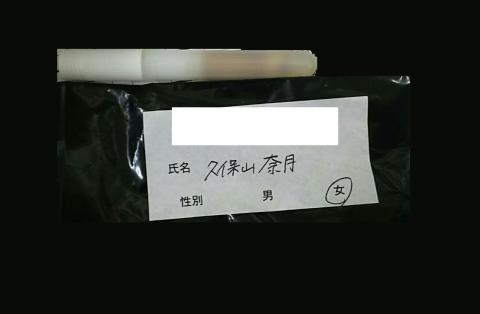 氏名 久保山 奈月
性別 男 女